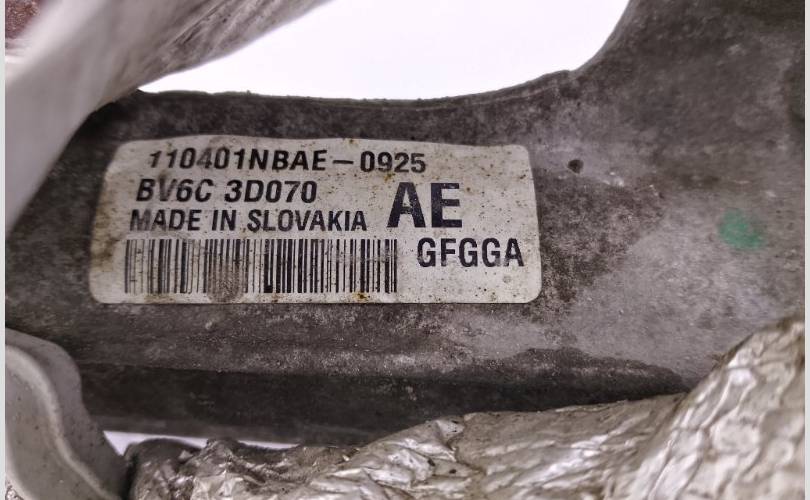 110401NBAE-0925
BV6C 3D070
AE
MADE IN SLOVAKIA
GFGGA